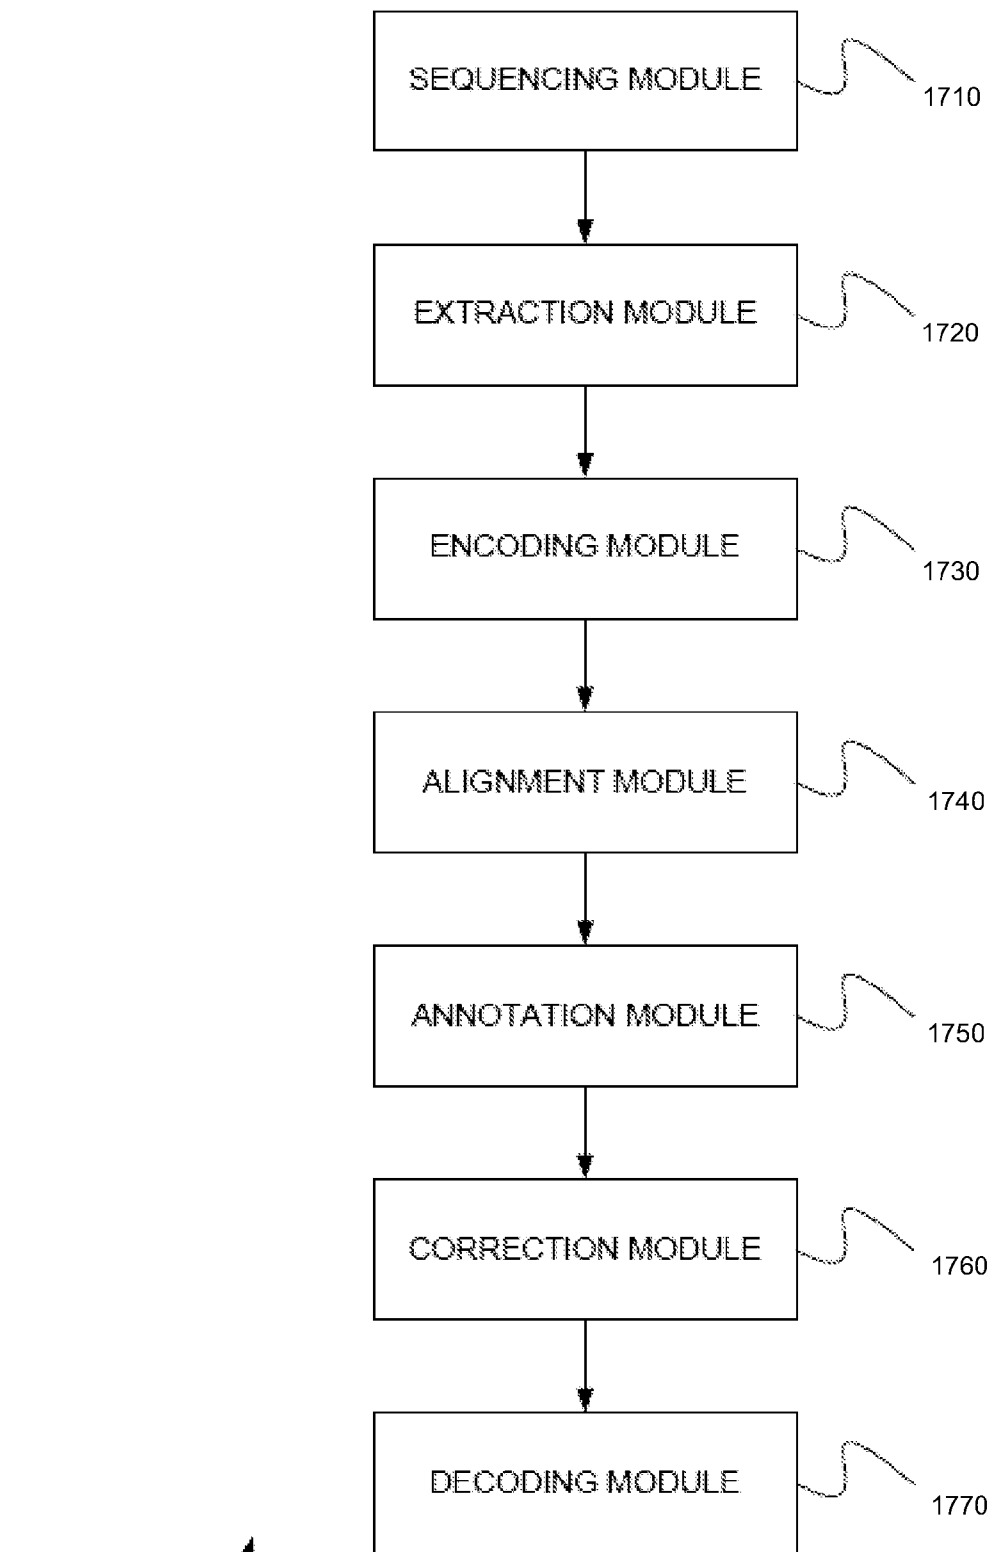 SEQUENCING MODULE
1710
EXTRACTION MODULE
1720
ENCODING MODULE
1730
ALIGNMENT MODULE
1740
ANNOTATION MODULE
1750
CORRECTION MODULE
1760
DECODING MODULE
1770